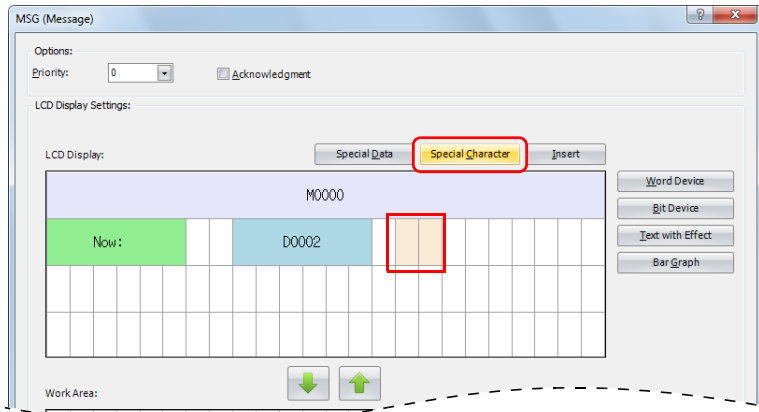 MSG (Message)
Options:
Priority: 0 Acknowledgment
LCD Display Settings:
LCD Display: Special Data Special Character Insert
M0000 Word Device
Bit Device
Now: D0002 Text with Effect
Bar Graph
Work Area: